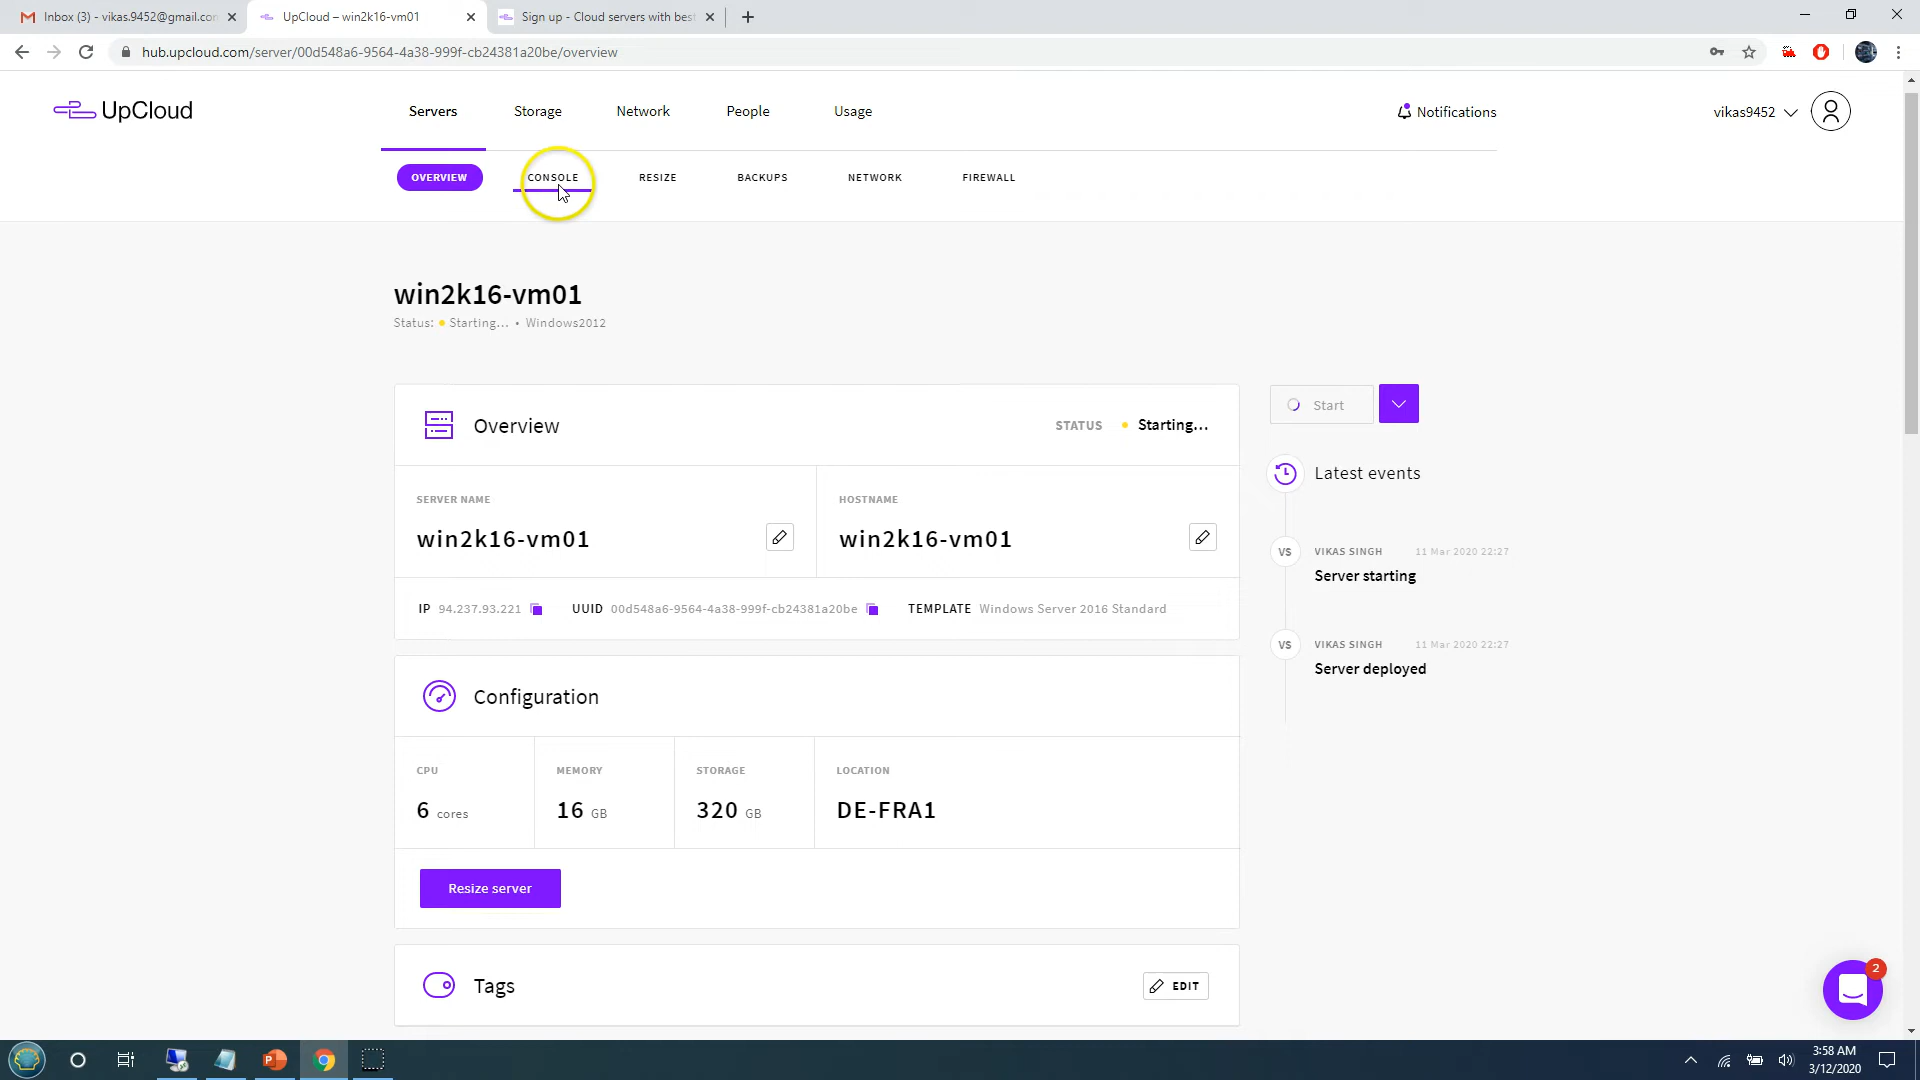 Inbox (3) - vikas.9452@gmail.com
UpCloud – win2k16-vm01
Sign up - Cloud servers with best
hub.upcloud.com/server/00d548a6-9564-4a38-999f-cb24381a20be/overview
UpCloud
Servers
Storage
Network
People
Usage
Notifications
vikas9452
OVERVIEW
CONSOLE
RESIZE
BACKUPS
NETWORK
FIREWALL
win2k16-vm01
Status: Starting... • Windows2012
Overview
STATUS Starting...
Start
SERVER NAME
win2k16-vm01
HOSTNAME
win2k16-vm01
IP 94.237.93.221
UUID 00d548a6-9564-4a38-999f-cb24381a20be
TEMPLATE Windows Server 2016 Standard
Latest events
VS
VIKAS SINGH 11 Mar 2020 22:27
Server starting
VS
VIKAS SINGH 11 Mar 2020 22:27
Server deployed
Configuration
CPU
6 cores
MEMORY
16 GB
STORAGE
320 GB
LOCATION
DE-FRA1
Resize server
Tags
EDIT
2
3:58 AM
3/12/2020